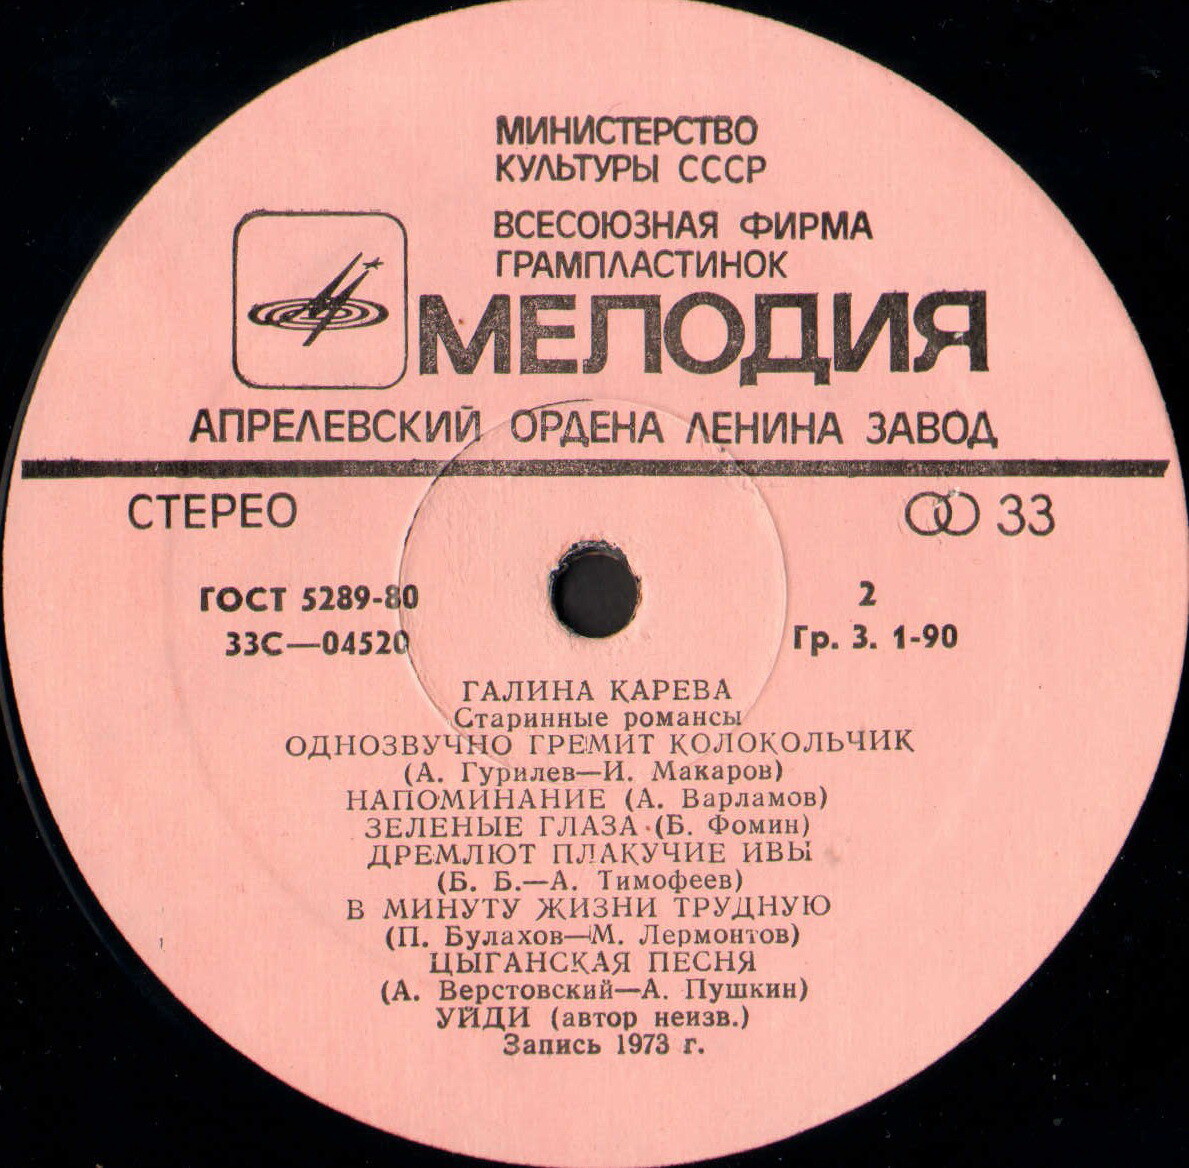 МИНИСТЕРСТВО
КУЛЬТУРЫ СССР
ВСЕСОЮЗНАЯ ФИРМА
ГРАМПЛАСТИНОК
МЕЛОДИЯ
АПРЕЛЕВСКИЙ ОРДЕНА ЛЕНИНА ЗАВОД
СТЕРЕО
33
ГОСТ 5289-80
2
33С—04520
Гр. 3. 1-90
ГАЛИНА КАРЕВА
Старинные романсы
ОДНОЗВУЧНО ГРЕМИТ КОЛОКОЛЬЧИК
(А. Гурилев—И. Макаров)
НАПОМИНАНИЕ (А. Варламов)
ЗЕЛЕНЫЕ ГЛАЗА (Б. Фомин)
ДРЕМЛЮТ ПЛАКУЧИЕ ИВЫ
(Б. Б.—А. Тимофеев)
В МИНУТУ ЖИЗНИ ТРУДНУЮ
(П. Булахов—М. Лермонтов)
ЦЫГАНСКАЯ ПЕСНЯ
(А. Верстовский—А. Пушкин)
УЙДИ (автор неизв.)
Запись 1973 г.